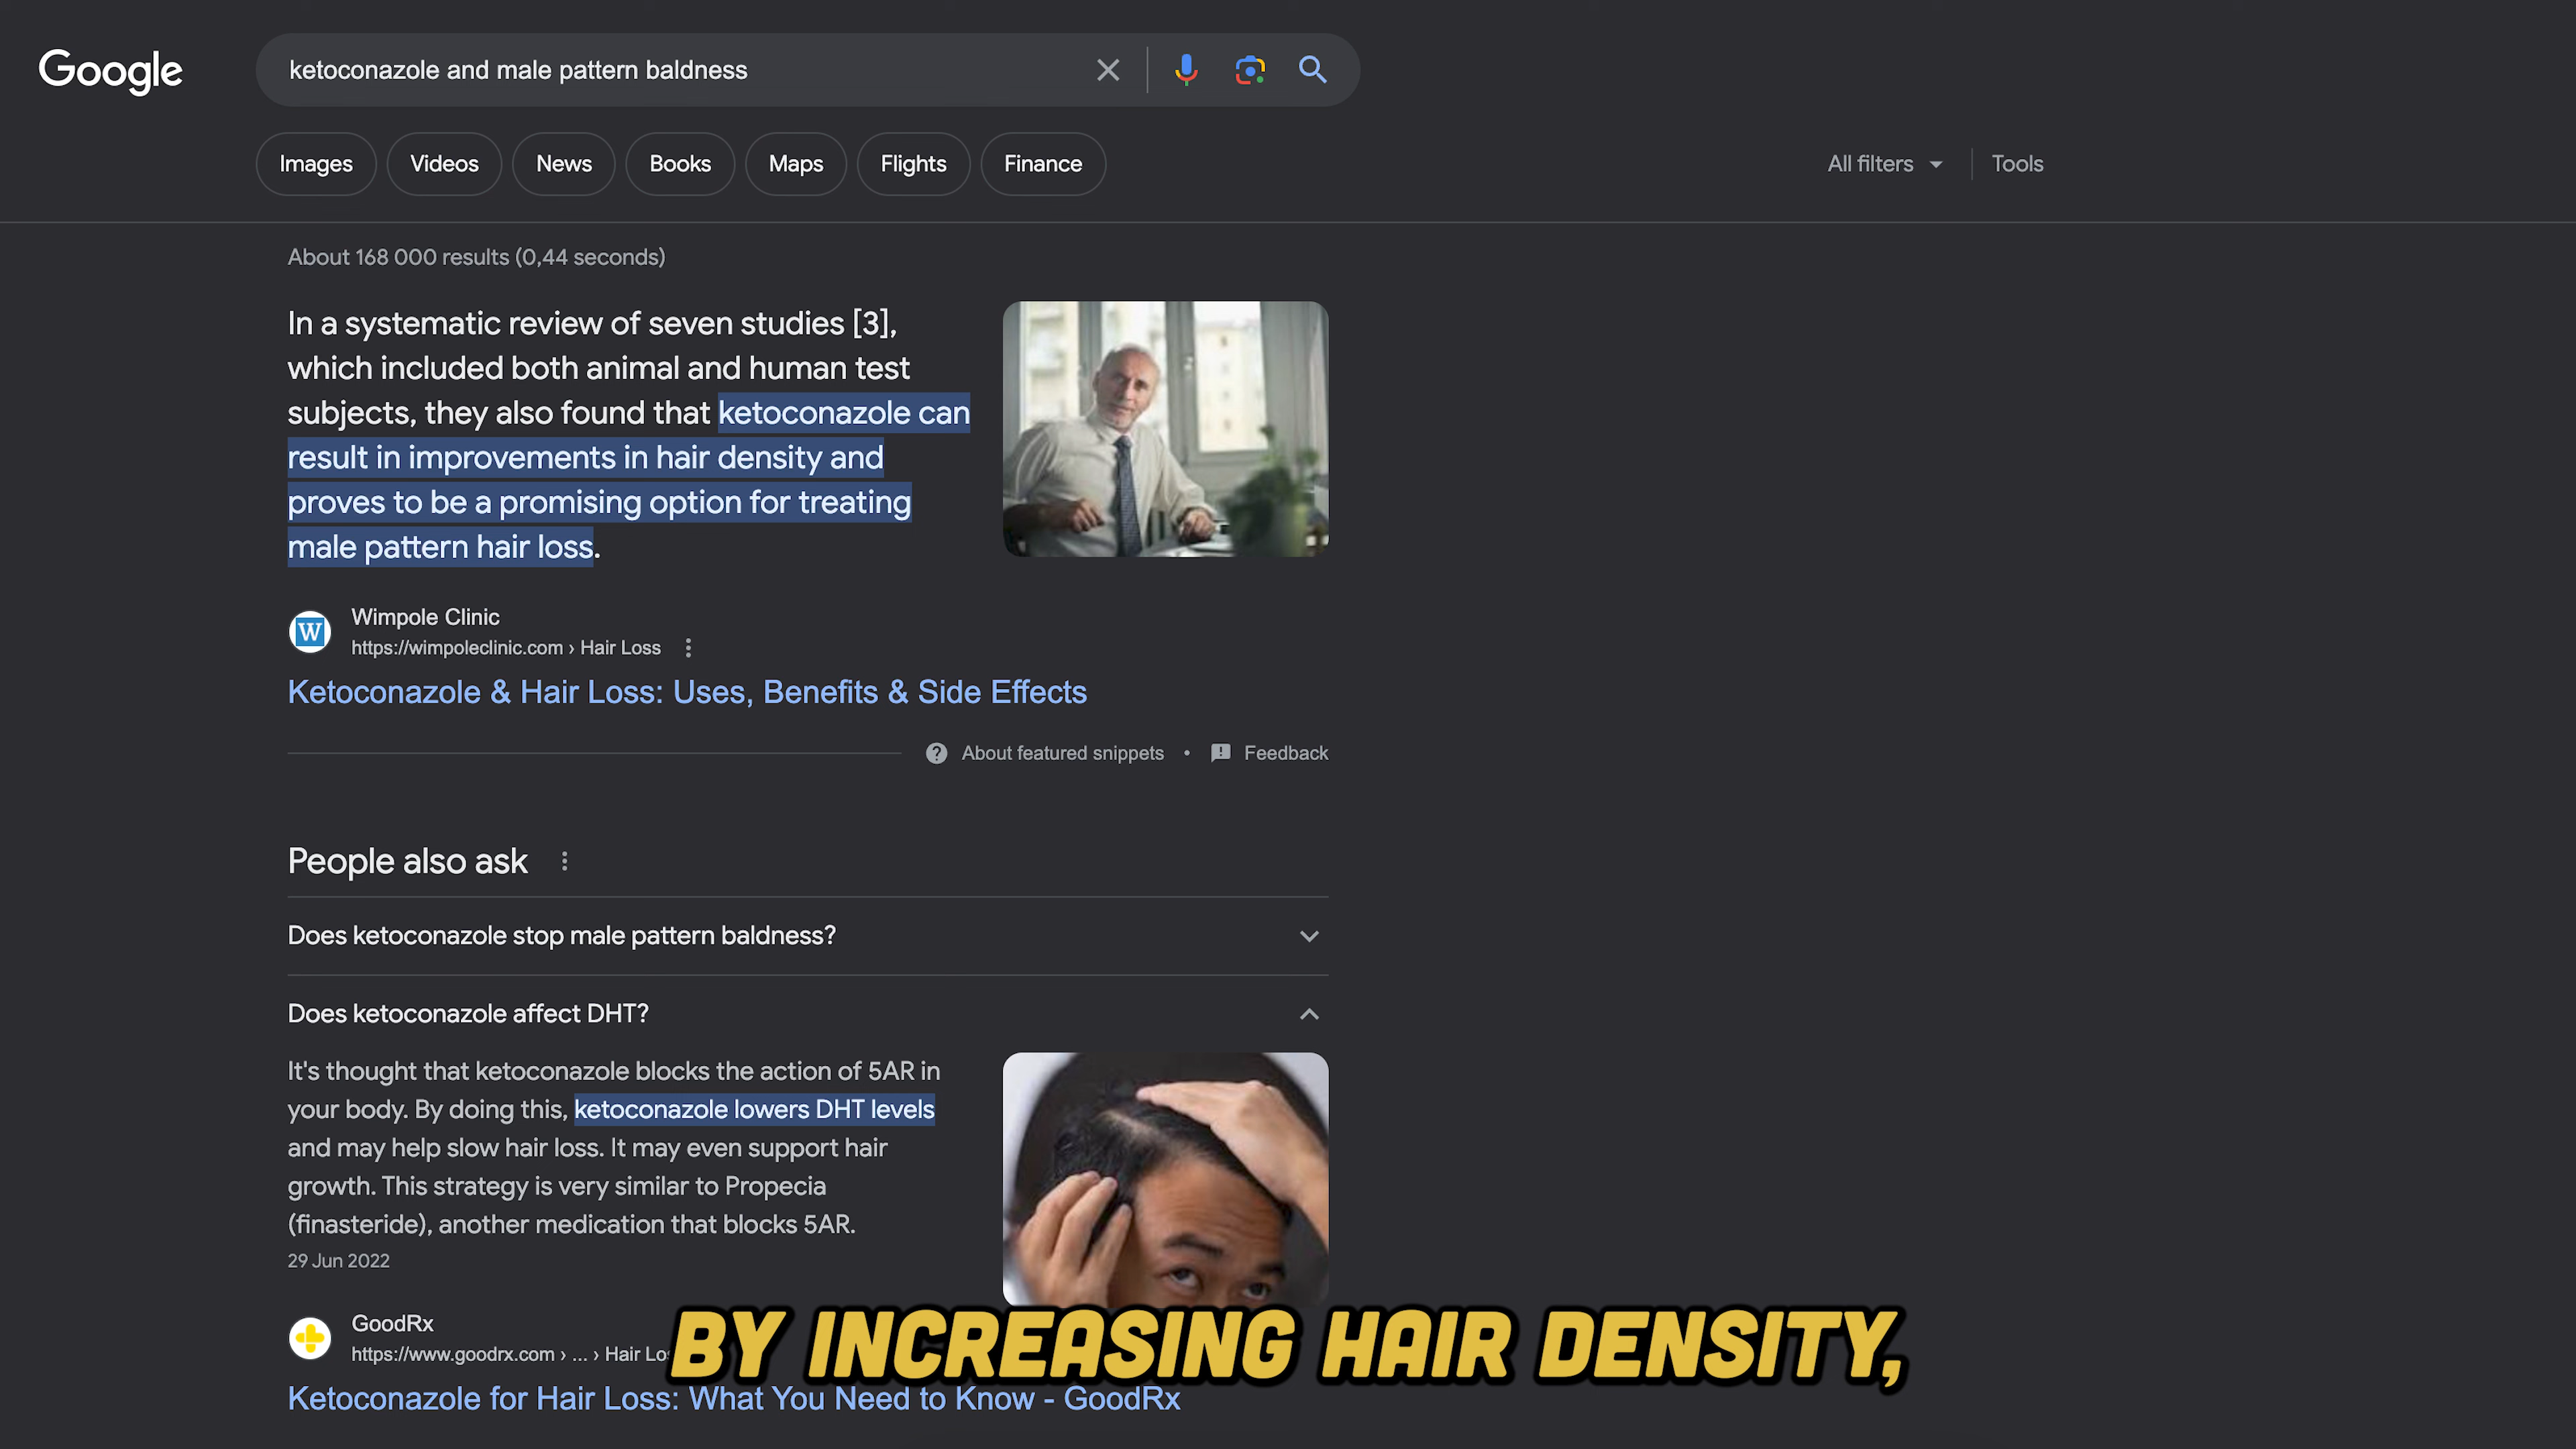 Google
ketoconazole and male pattern baldness
Images
Videos
News
Books
Maps
Flights
Finance
All filters
Tools
About 168 000 results (0,44 seconds)
In a systematic review of seven studies [3],
which included both animal and human test
subjects, they also found that ketoconazole can
result in improvements in hair density and
proves to be a promising option for treating
male pattern hair loss.
W
Wimpole Clinic
https://wimpoleclinic.com › Hair Loss
Ketoconazole & Hair Loss: Uses, Benefits & Side Effects
About featured snippets • Feedback
People also ask
Does ketoconazole stop male pattern baldness?
Does ketoconazole affect DHT?
It's thought that ketoconazole blocks the action of 5AR in
your body. By doing this, ketoconazole lowers DHT levels
and may help slow hair loss. It may even support hair
growth. This strategy is very similar to Propecia
(finasteride), another medication that blocks 5AR.
29 Jun 2022
GoodRx
https://www.goodrx.com › ... › Hair Lo
BY INCREASING HAIR DENSITY,
Ketoconazole for Hair Loss: What You Need to Know - GoodRx